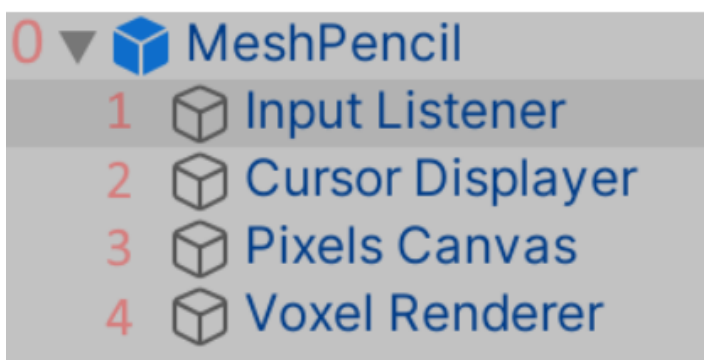 0 MeshPencil
1 Input Listener
2 Cursor Displayer
3 Pixels Canvas
4 Voxel Renderer